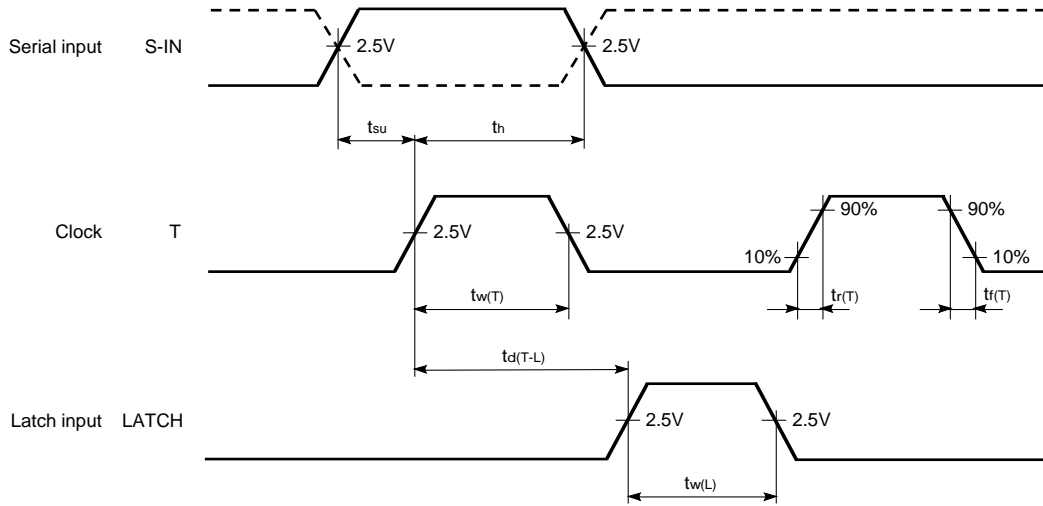 Serial input S-IN 2.5V 2.5V
tsu th
Clock T 2.5V 2.5V 90% 90%
10% 10%
tw(T) tr(T) tf(T)
td(T-L)
Latch input LATCH 2.5V 2.5V
tw(L)